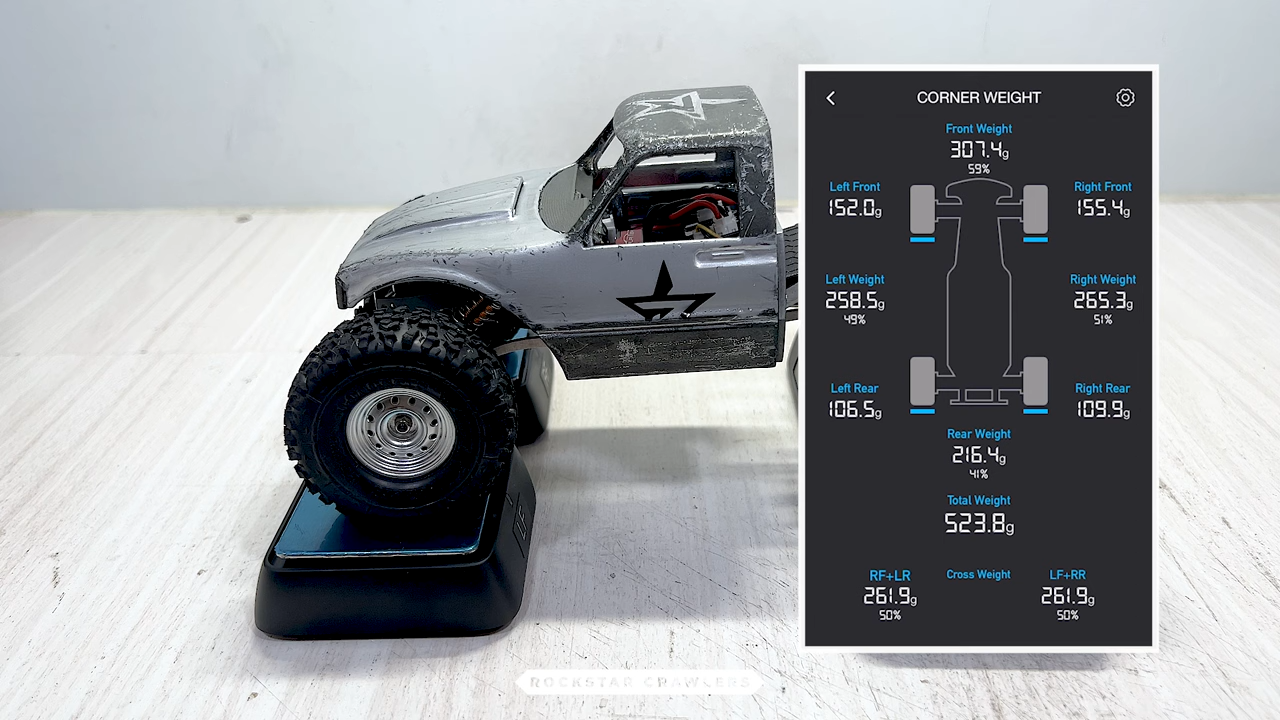 CORNER WEIGHT
Front Weight
307.4g
59%
Left Front
152.0g
Right Front
155.4g
Left Weight
258.5g
49%
Right Weight
265.3g
51%
Left Rear
106.5g
Right Rear
109.9g
Rear Weight
216.4g
41%
Total Weight
523.8g
RF+LR
261.9g
50%
Cross Weight
LF+RR
261.9g
50%
LF
ROCKSTAR CRAWLERS